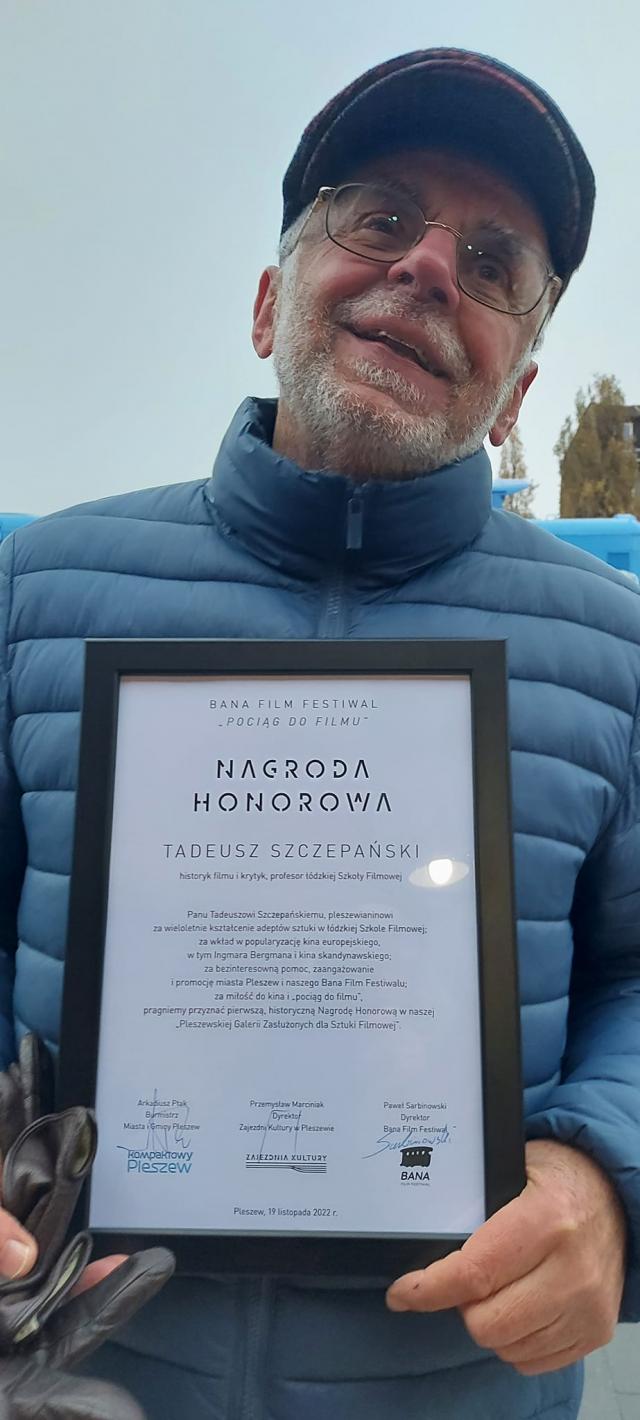 BANA FILM FESTIWAL
„POCIĄG DO FILMU”
NAGRODA
HONOROWA
TADEUSZ SZCZEPAŃSKI
historyk filmu i krytyk, profesor łódzkiej Szkoły Filmowej
Panu Tadeuszowi Szczepańskiemu, pleszewianinowi
za wieloletnie kształcenie adeptów sztuki w łódzkiej Szkole Filmowej;
za wkład w popularyzację kina europejskiego,
w tym Ingmara Bergmana i kina skandynawskiego;
za bezinteresowną pomoc, zaangażowanie
i promocję miasta Pleszew i naszego Bana Film Festiwalu;
za miłość do kina i „pociąg do filmu”,
pragniemy przyznać pierwszą, historyczną Nagrodę Honorową w naszej
„Pleszewskiej Galerii Zasłużonych dla Sztuki Filmowej”.
Arkadiusz Ptak
Burmistrz
Miasta i Gminy Pleszew
kompaktowy
Pleszew
Przemysław Marciniak
Dyrektor
Zajezdni Kultury w Pleszewie
ZAJEZDNIA KULTURY
Paweł Sarbinowski
Dyrektor
Bana Film Festiwal
Sarbinowski
BANA
FILM FESTIWAL
Pleszew, 19 listopada 2022 r.